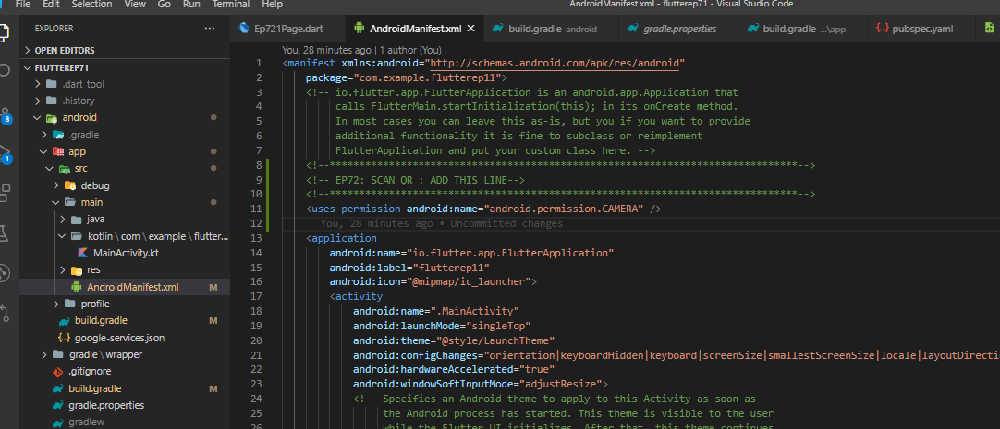 File Edit Selection View Go Run Terminal Help
AndroidManifest.xml - flutterep71 - Visual Studio Code
EXPLORER
OPEN EDITORS
FLUTTEREP71
.dart_tool
.history
android
.gradle
app
src
debug
main
java
kotlin \ com \ example \ flutter...
MainActivity.kt
res
AndroidManifest.xml M
profile
build.gradle M
google-services.json
gradle \ wrapper
.gitignore
build.gradle M
gradle.properties
gradlew
8
1
Ep721Page.dart
AndroidManifest.xml
build.gradle android
gradle.properties
build.gradle ...\app
pubspec.yaml
You, 28 minutes ago | 1 author (You)
1 <manifest xmlns:android="http://schemas.android.com/apk/res/android"
2 package="com.example.flutterep11">
3 <!-- io.flutter.app.FlutterApplication is an android.app.Application that
4 calls FlutterMain.startInitialization(this); in its onCreate method.
5 In most cases you can leave this as-is, but you if you want to provide
6 additional functionality it is fine to subclass or reimplement
7 FlutterApplication and put your custom class here. -->
8 <!--******************************************************************************-->
9 <!-- EP72: SCAN QR : ADD THIS LINE-->
10 <!--******************************************************************************-->
11 <uses-permission android:name="android.permission.CAMERA" />
12 You, 28 minutes ago • Uncommitted changes
13 <application
14 android:name="io.flutter.app.FlutterApplication"
15 android:label="flutterep11"
16 android:icon="@mipmap/ic_launcher">
17 <activity
18 android:name=".MainActivity"
19 android:launchMode="singleTop"
20 android:theme="@style/LaunchTheme"
21 android:configChanges="orientation|keyboardHidden|keyboard|screenSize|smallestScreenSize|locale|layoutDirectio
22 android:hardwareAccelerated="true"
23 android:windowSoftInputMode="adjustResize">
24 <!-- Specifies an Android theme to apply to this Activity as soon as
25 the Android process has started. This theme is visible to the user
26 while the Flutter UI initializes. After that, this theme continues